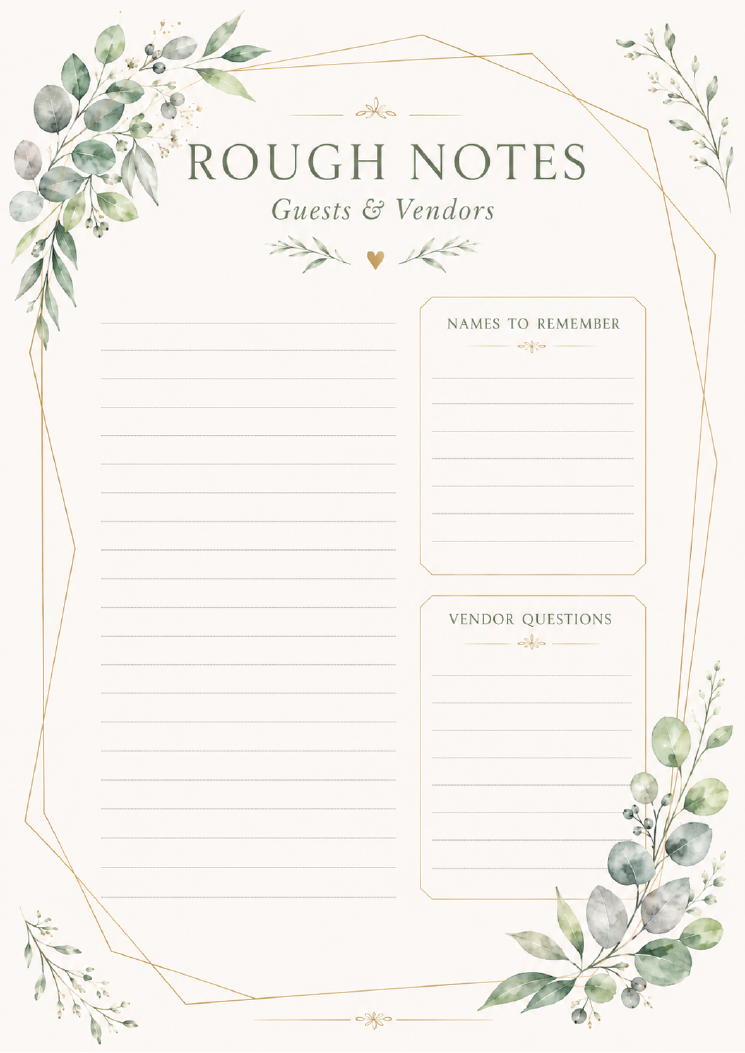 ROUGH NOTES
Guests & Vendors
NAMES TO REMEMBER
VENDOR QUESTIONS